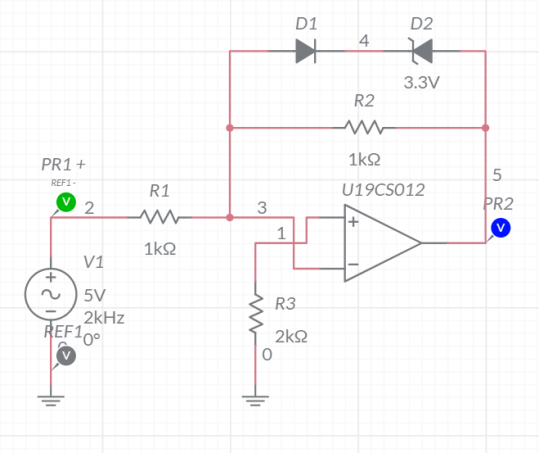 D1
D2
4
3.3V
R2
1kΩ
U19CS012
5
PR2
V
PR1 +
REF1-
V
2
R1
1kΩ
3
1
+
−
V1
+
−
5V
2kHz
0°
REF1
V
R3
2kΩ
0